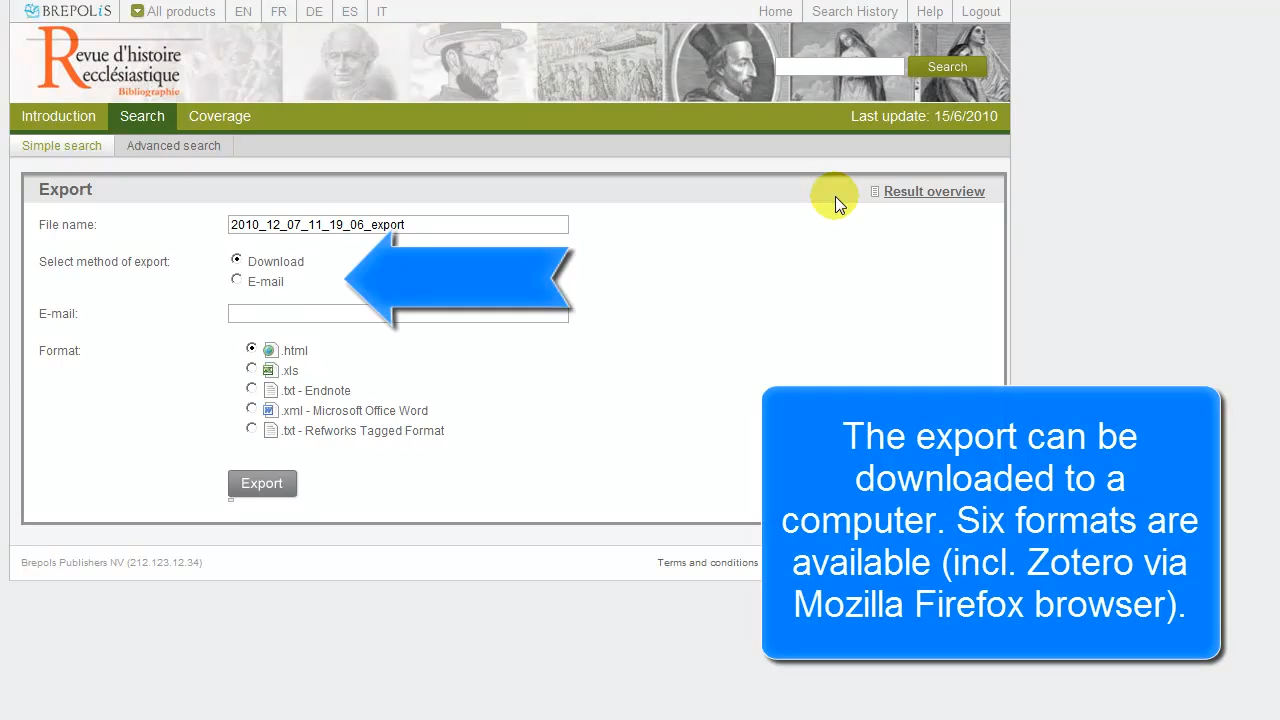 BREPOLiS All products EN FR DE ES IT Home Search History Help Logout
Revue d'histoire
ecclésiastique
Bibliographie
Search
Introduction Search Coverage Last update: 15/6/2010
Simple search Advanced search
Export Result overview
File name: 2010_12_07_11_19_06_export
Select method of export: Download
E-mail
E-mail:
Format: .html
.xls
.txt - Endnote
.xml - Microsoft Office Word
.txt - Refworks Tagged Format
Export
The export can be
downloaded to a
computer. Six formats are
available (incl. Zotero via
Mozilla Firefox browser).
Brepols Publishers NV (212.123.12.34) Terms and conditions